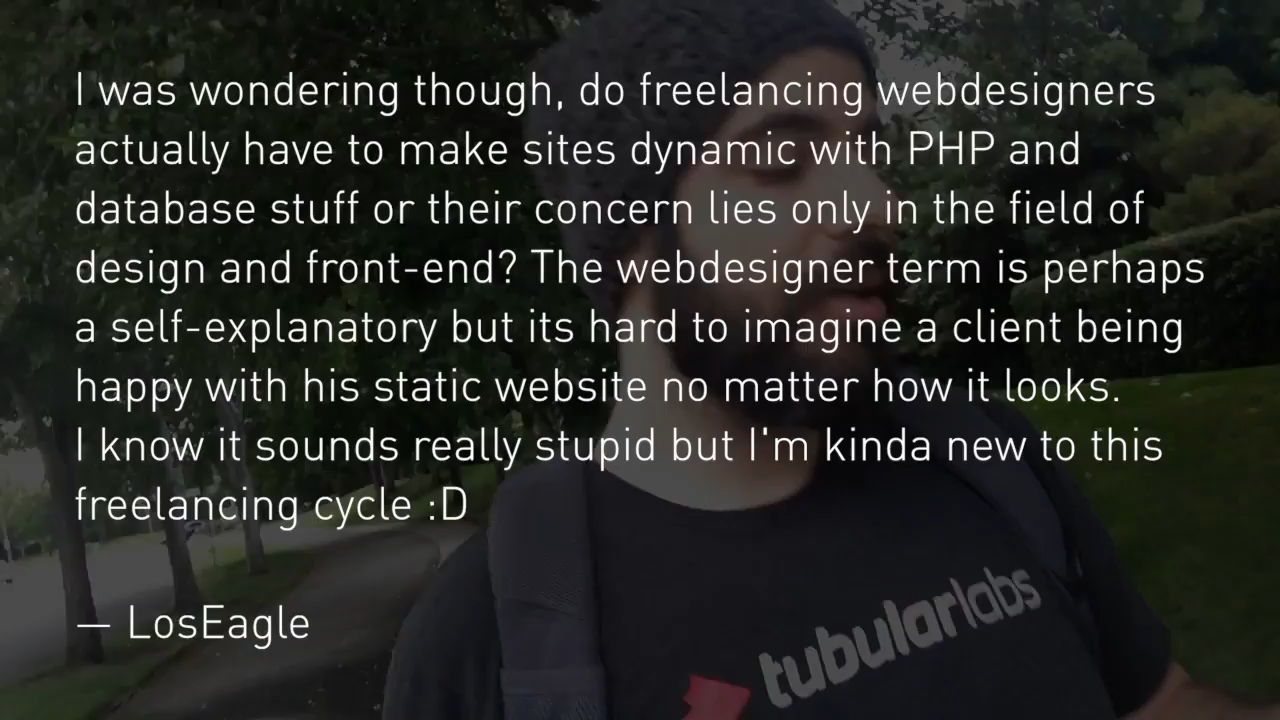 I was wondering though, do freelancing webdesigners
actually have to make sites dynamic with PHP and
database stuff or their concern lies only in the field of
design and front-end? The webdesigner term is perhaps
a self-explanatory but its hard to imagine a client being
happy with his static website no matter how it looks.
I know it sounds really stupid but I'm kinda new to this
freelancing cycle :D
— LosEagle
tubularlabs